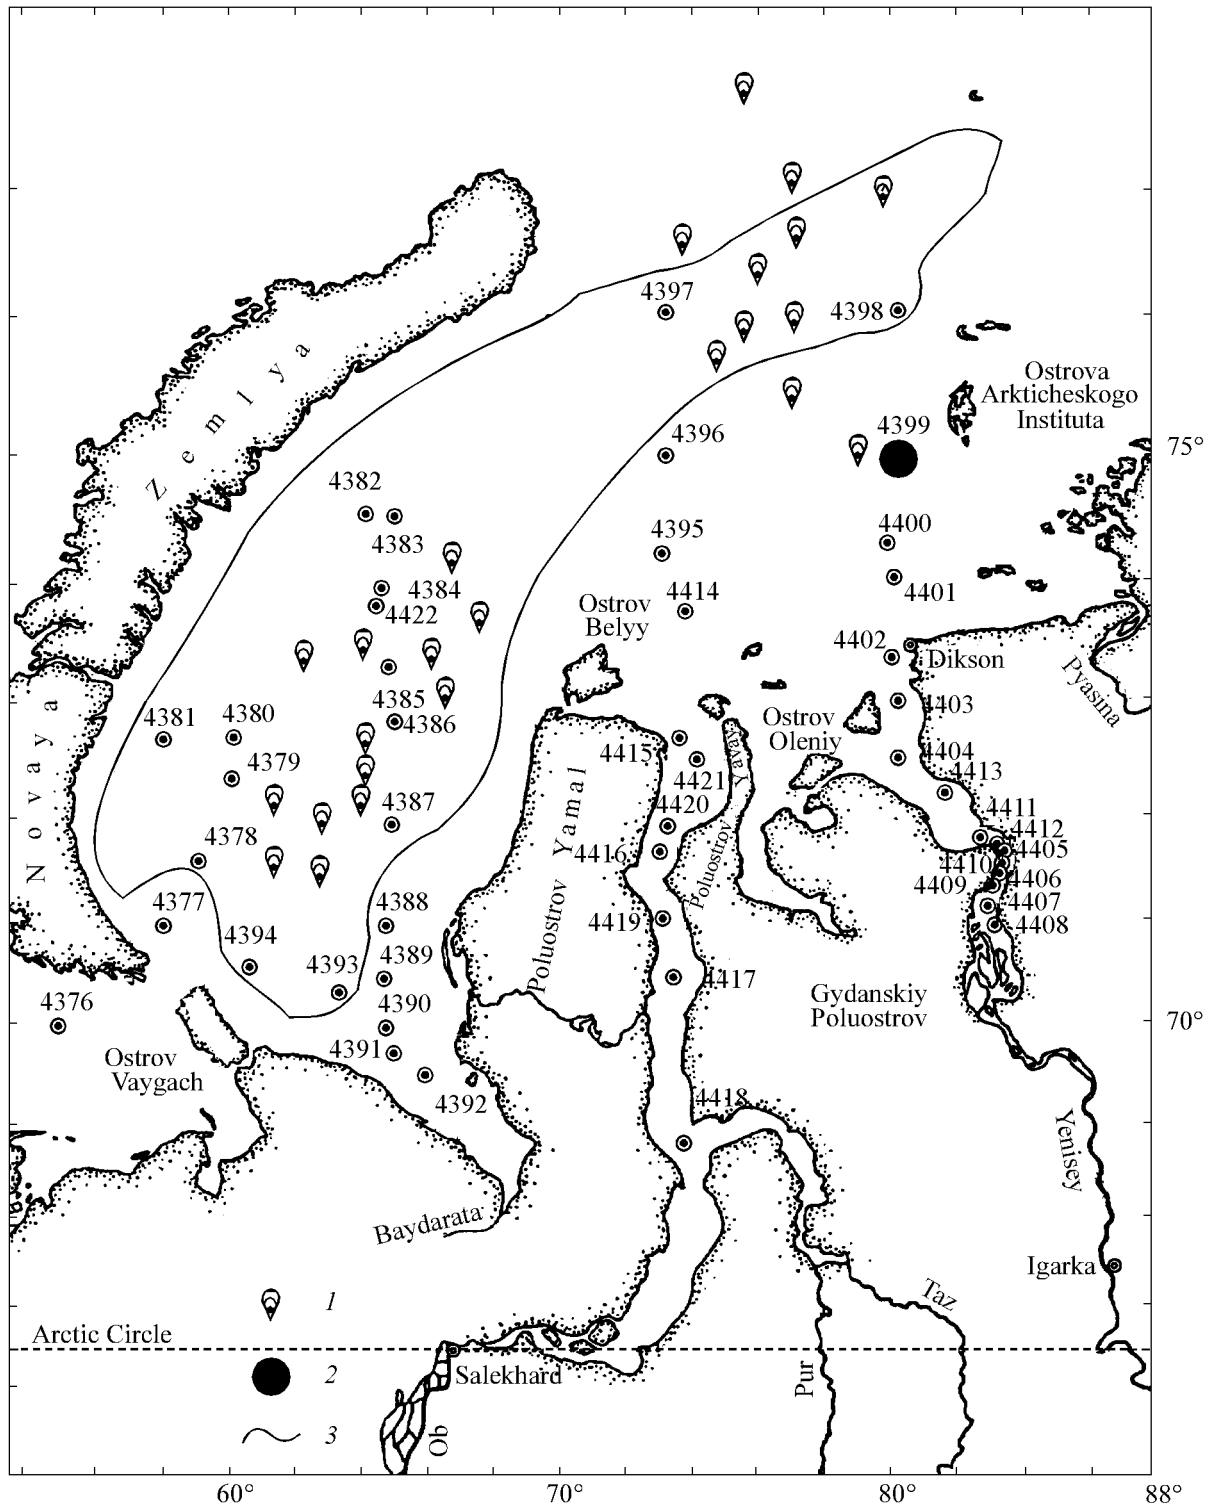 4397
4398
Ostrova
Arkticheskogo
Instituta
4399
4396
75°
4382
4383
4400
4395
4384
4401
4422
4414
Ostrov
Belyy
4402
Dikson
Pyasina
Novaya
Zemlya
4381
4380
4385
4386
4403
Ostrov
Oleniy
4415
4404
4379
4421
4413
Yavay
Poluostrov
4387
4420
4411
4412
4378
4416
4405
4410
4406
4409
4407
4377
4388
4419
4408
4394
4393
4389
Poluostrov Yamal
4417
4376
4390
Gydanskiy
Poluostrov
70°
4391
Ostrov
Vaygach
4392
4418
Yenisey
Baydarata
Igarka
Taz
1
Arctic Circle
2
Salekhard
Pur
3
Ob
60°
70°
80°
88°